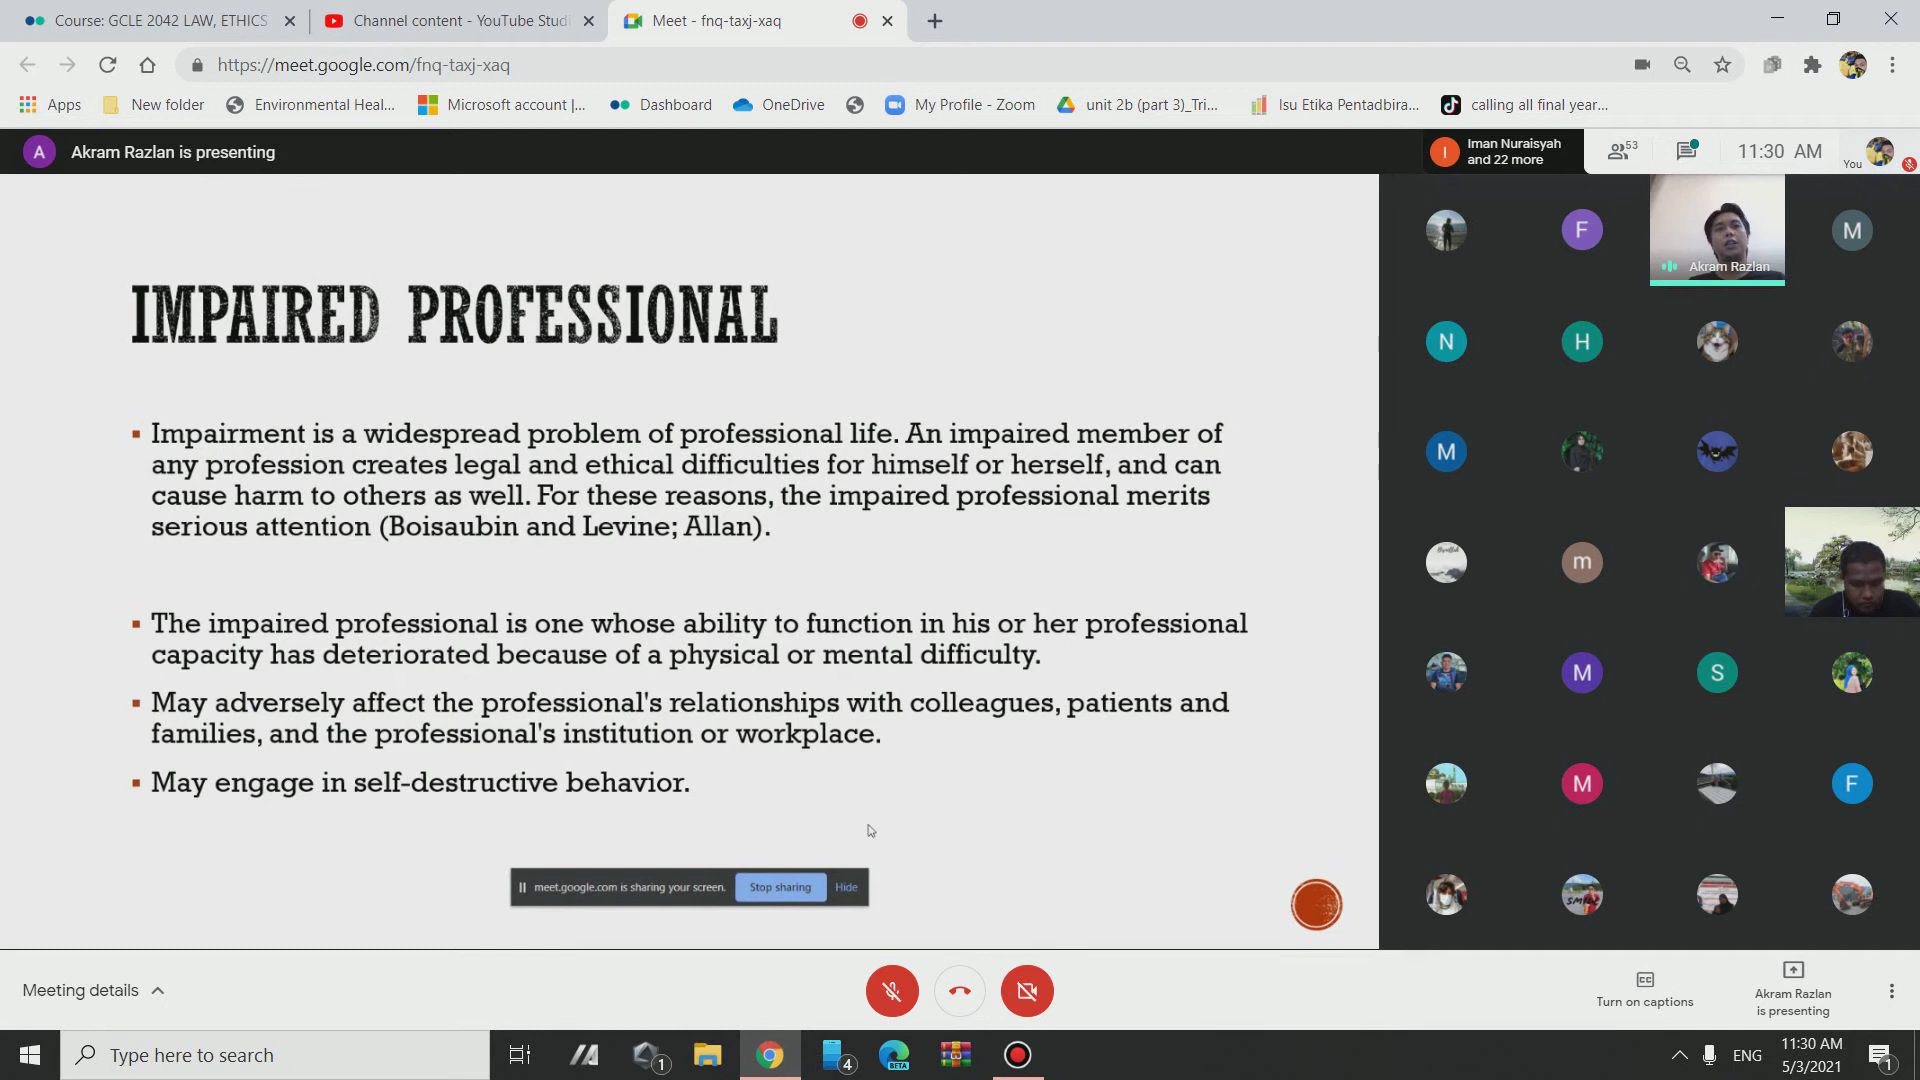 Course: GCLE 2042 LAW, ETHICS
Channel content - YouTube Studi
Meet - fnq-taxj-xaq
https://meet.google.com/fnq-taxj-xaq
Apps
New folder
Environmental Heal...
Microsoft account |...
Dashboard
OneDrive
My Profile - Zoom
unit 2b (part 3)_Tri...
Isu Etika Pentadbira...
calling all final year...
A
Akram Razlan is presenting
I
Iman Nuraisyah
and 22 more
53
11:30 AM
You
F
Akram Razlan
M
N
H
M
m
M
S
M
F
SMILE
IMPAIRED PROFESSIONAL
Impairment is a widespread problem of professional life. An impaired member of
any profession creates legal and ethical difficulties for himself or herself, and can
cause harm to others as well. For these reasons, the impaired professional merits
serious attention (Boisaubin and Levine; Allan).
The impaired professional is one whose ability to function in his or her professional
capacity has deteriorated because of a physical or mental difficulty.
May adversely affect the professional's relationships with colleagues, patients and
families, and the professional's institution or workplace.
May engage in self-destructive behavior.
meet.google.com is sharing your screen.
Stop sharing
Hide
Meeting details
Turn on captions
Akram Razlan
is presenting
Type here to search
1
4
BETA
ENG
11:30 AM
5/3/2021
1